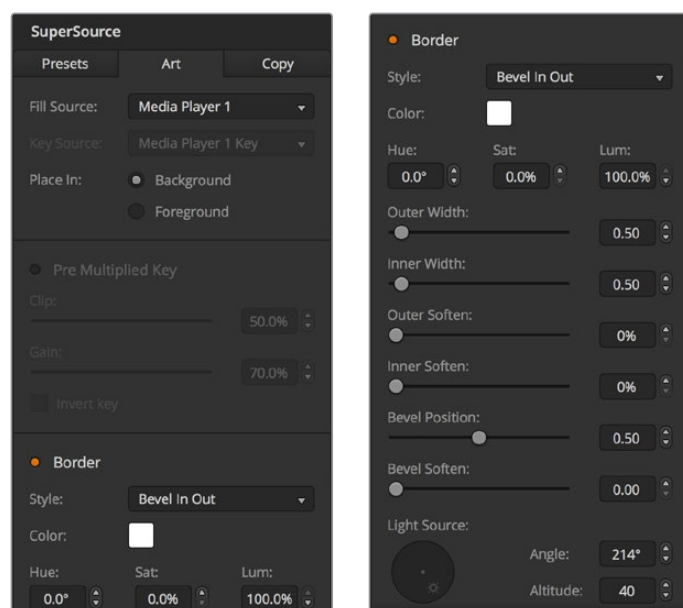 SuperSource
Presets Art Copy
Fill Source: Media Player 1
Key Source: Media Player 1 Key
Place In: Background
Foreground
Pre Multiplied Key
Clip:
50.0%
Gain:
70.0%
Invert key
Border
Style: Bevel In Out
Color:
Hue: Sat: Lum:
0.0° 0.0% 100.0%
Border
Style: Bevel In Out
Color:
Hue: Sat: Lum:
0.0° 0.0% 100.0%
Outer Width:
0.50
Inner Width:
0.50
Outer Soften:
0%
Inner Soften:
0%
Bevel Position:
0.50
Bevel Soften:
0.00
Light Source:
Angle: 214°
Altitude: 40